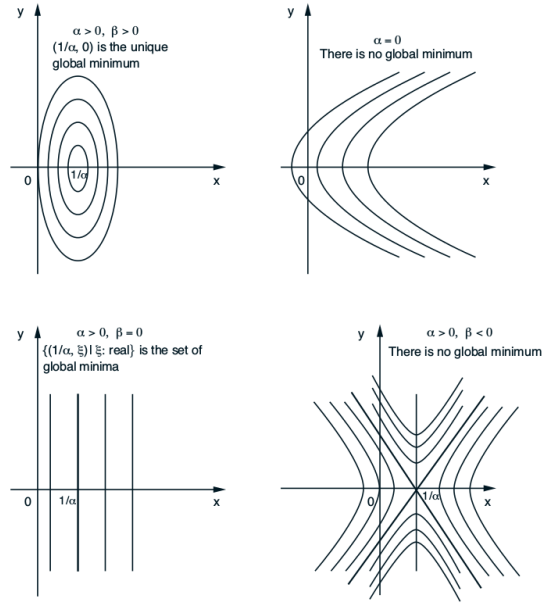 y
α > 0, β > 0
(1/α, 0) is the unique
global minimum
0
1/α
x
y
α = 0
There is no global minimum
0
x
y
α > 0, β = 0
{(1/α, ξ) | ξ: real} is the set of
global minima
0
1/α
x
y
α > 0, β < 0
There is no global minimum
0
1/α
x